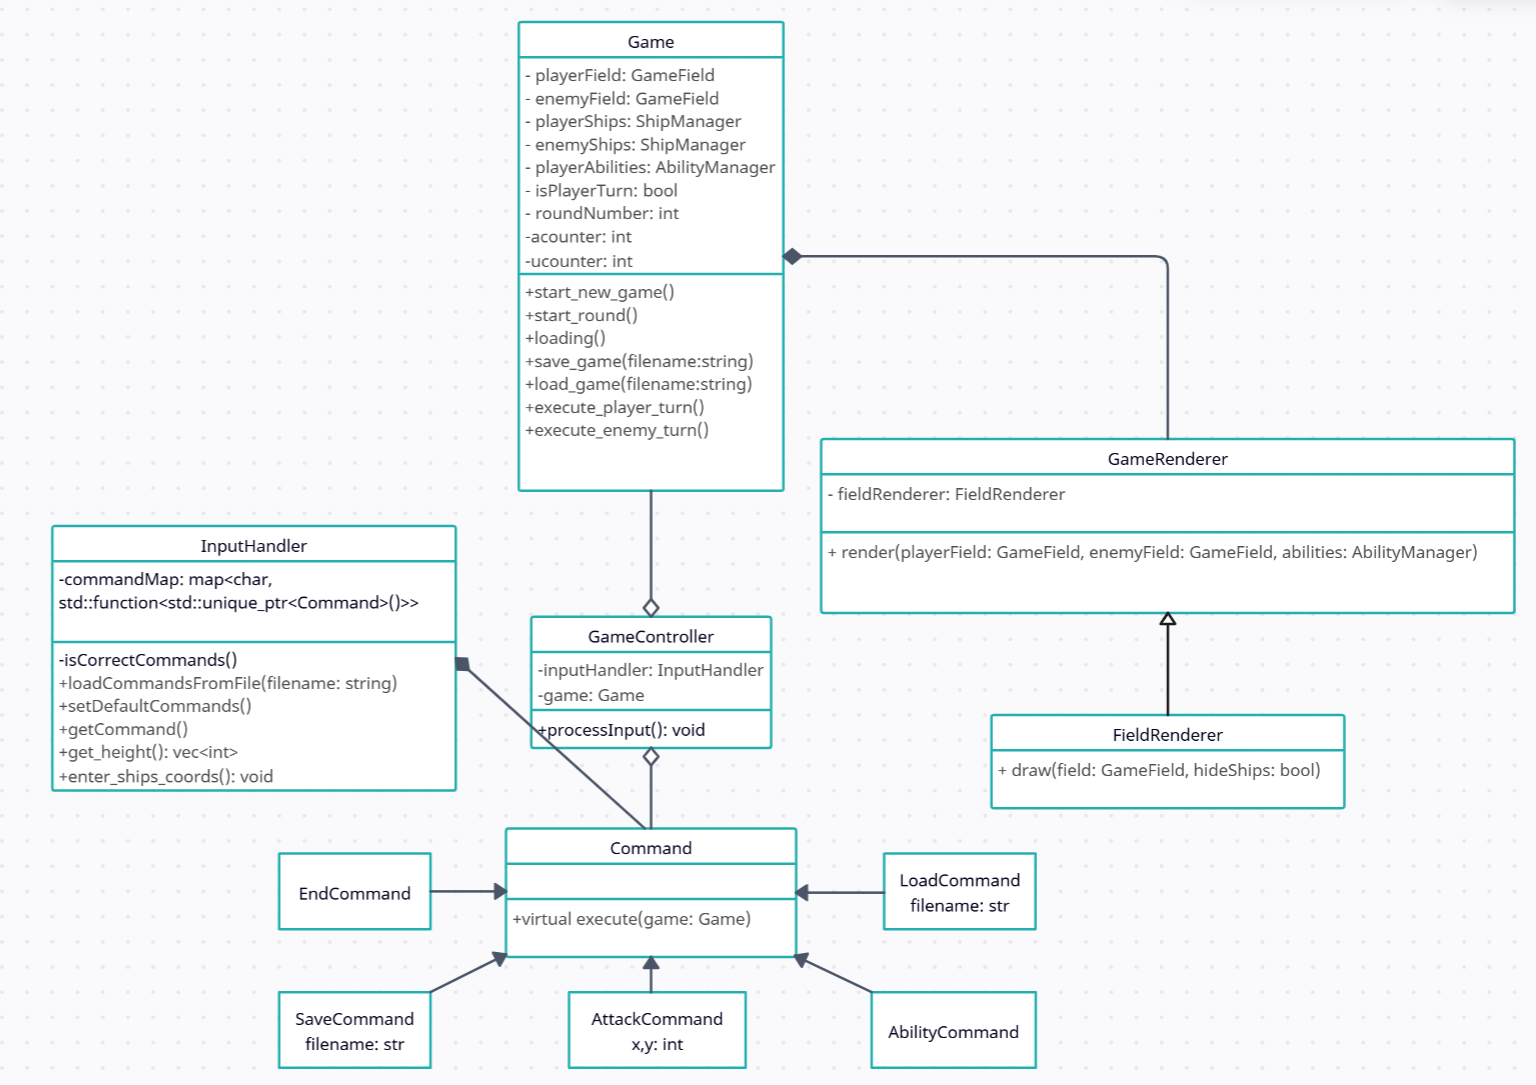 Game
- playerField: GameField
- enemyField: GameField
- playerShips: ShipManager
- enemyShips: ShipManager
- playerAbilities: AbilityManager
- isPlayerTurn: bool
- roundNumber: int
-acounter: int
-ucounter: int
+start_new_game()
+start_round()
+loading()
+save_game(filename:string)
+load_game(filename:string)
+execute_player_turn()
+execute_enemy_turn()
GameRenderer
- fieldRenderer: FieldRenderer
+ render(playerField: GameField, enemyField: GameField, abilities: AbilityManager)
InputHandler
-commandMap: map<char,
std::function<std::unique_ptr<Command>()>>
-isCorrectCommands()
+loadCommandsFromFile(filename: string)
+setDefaultCommands()
+getCommand()
+get_height(): vec<int>
+enter_ships_coords(): void
GameController
-inputHandler: InputHandler
-game: Game
+processInput(): void
FieldRenderer
+ draw(field: GameField, hideShips: bool)
Command
+virtual execute(game: Game)
EndCommand
LoadCommand
filename: str
SaveCommand
filename: str
AttackCommand
x,y: int
AbilityCommand